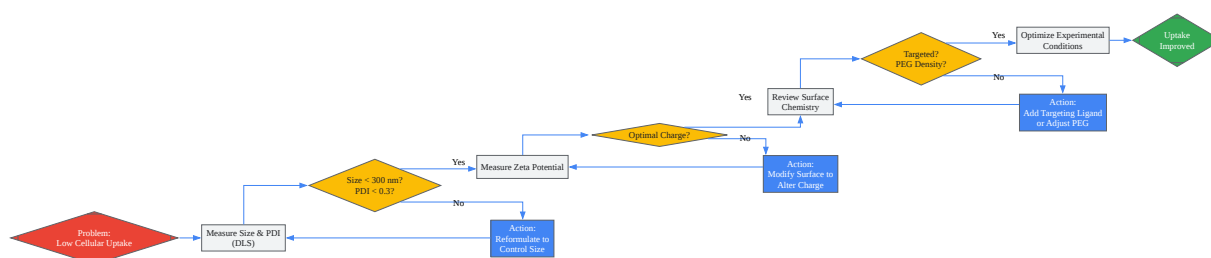 Problem:
Low Cellular Uptake
Measure Size & PDI
(DLS)
Size < 300 nm?
PDI < 0.3?
Yes
No
Action:
Reformulate to
Control Size
Measure Zeta Potential
Optimal Charge?
Yes
No
Action:
Modify Surface to
Alter Charge
Review Surface
Chemistry
Targeted?
PEG Density?
Yes
No
Action:
Add Targeting Ligand
or Adjust PEG
Optimize Experimental
Conditions
Uptake
Improved